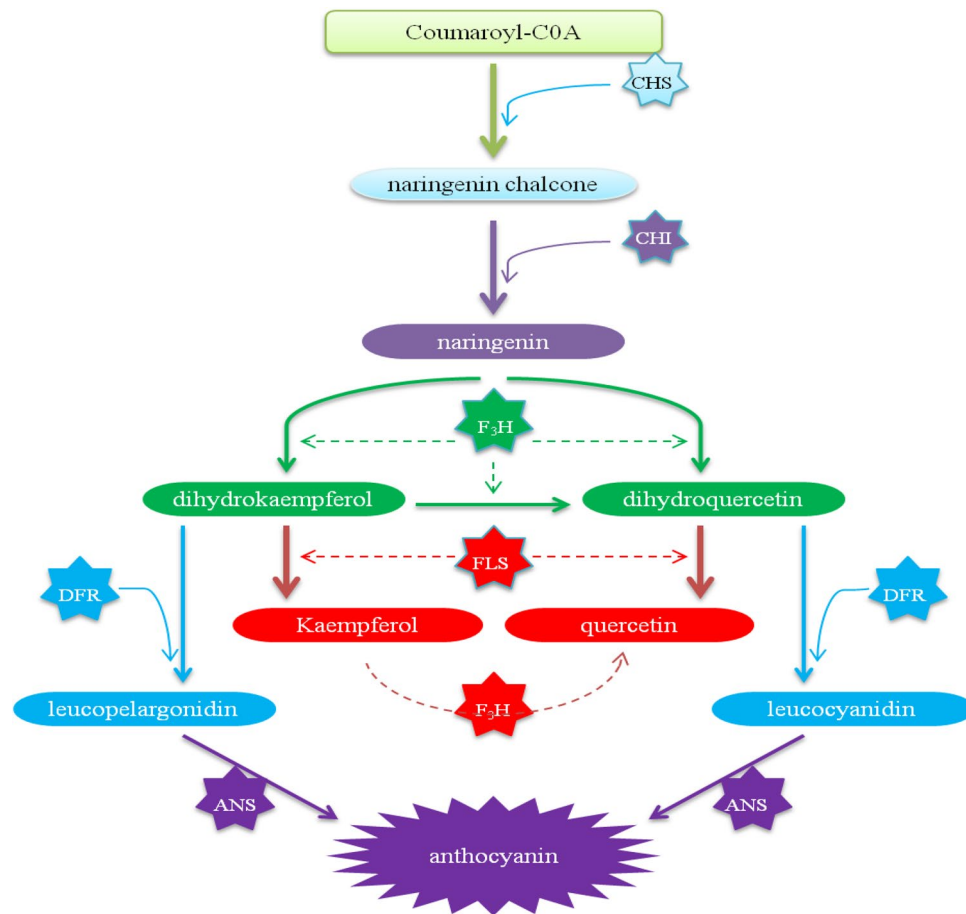 Coumaroyl-C0A
CHS
naringenin chalcone
CHI
naringenin
F₃H
dihydrokaempferol
dihydroquercetin
FLS
DFR
DFR
Kaempferol
quercetin
leucopelargonidin
F₃H
leucocyanidin
ANS
ANS
anthocyanin